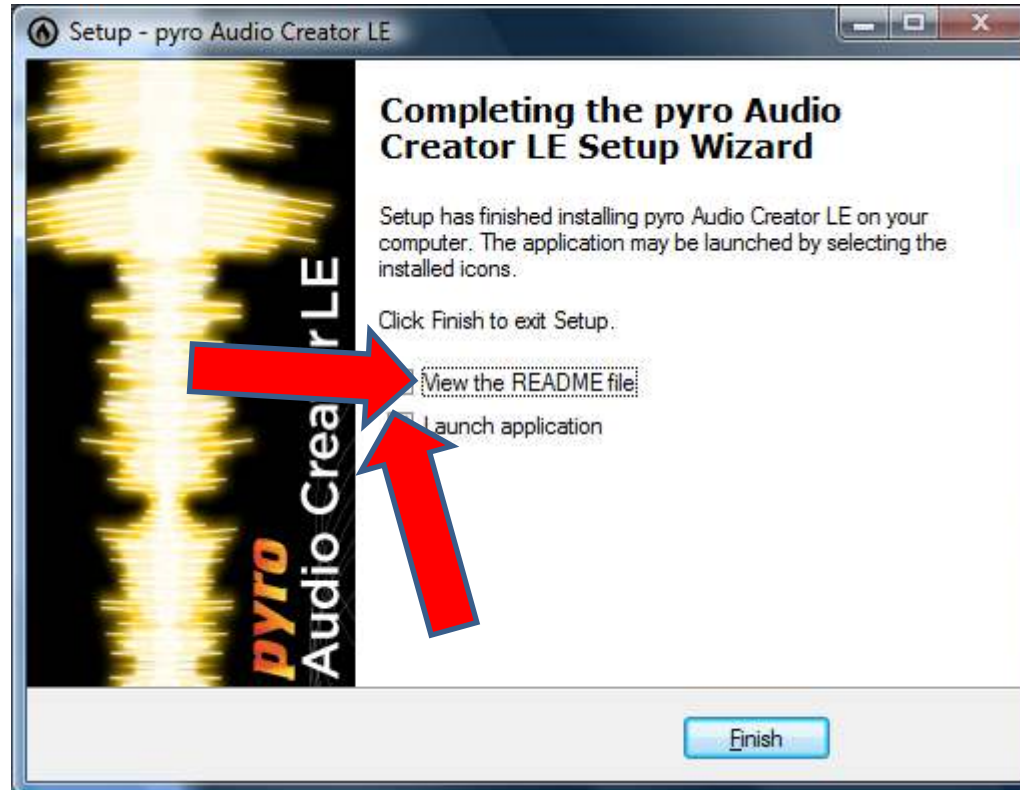 Setup - pyro Audio Creator LE
Completing the pyro Audio
Creator LE Setup Wizard
Setup has finished installing pyro Audio Creator LE on your
computer. The application may be launched by selecting the
installed icons.
Click Finish to exit Setup.
View the README file
Launch application
pyro
Audio Creator LE
Finish